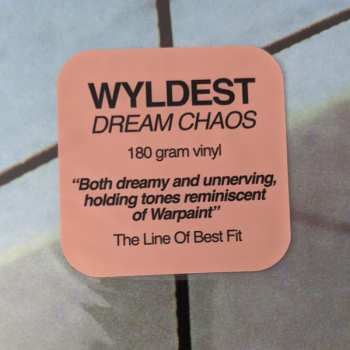 WYLDEST
DREAM CHAOS
180 gram vinyl
“Both dreamy and unnerving,
holding tones reminiscent
of Warpaint”
The Line Of Best Fit